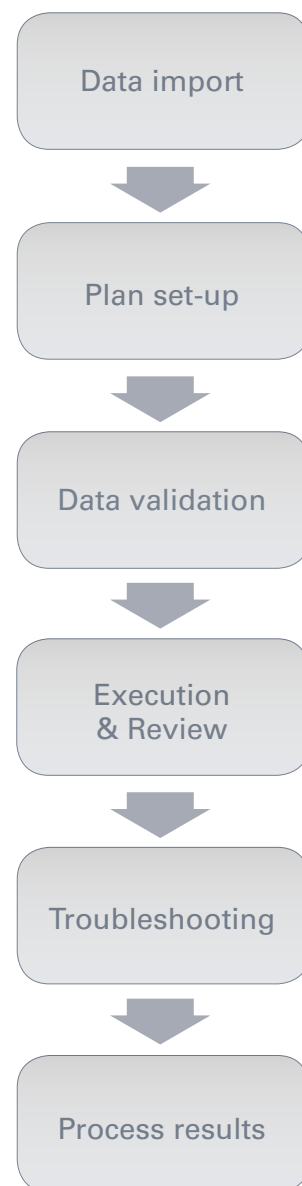 Data import
Plan set-up
Data validation
Execution
& Review
Troubleshooting
Process results